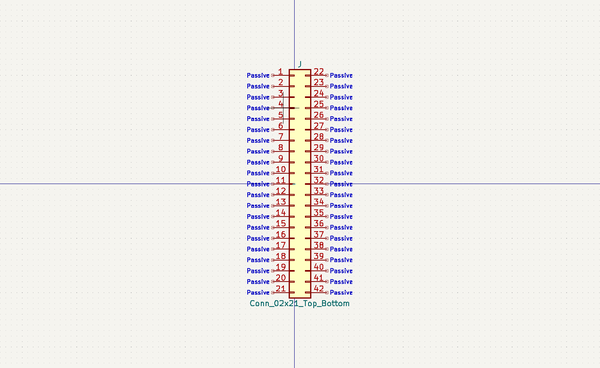 J
Passive 1 22 Passive
Passive 2 23 Passive
Passive 3 24 Passive
Passive 4 25 Passive
Passive 5 26 Passive
Passive 6 27 Passive
Passive 7 28 Passive
Passive 8 29 Passive
Passive 9 30 Passive
Passive 10 31 Passive
Passive 11 32 Passive
Passive 12 33 Passive
Passive 13 34 Passive
Passive 14 35 Passive
Passive 15 36 Passive
Passive 16 37 Passive
Passive 17 38 Passive
Passive 18 39 Passive
Passive 19 40 Passive
Passive 20 41 Passive
Passive 21 42 Passive
Conn_02x21_Top_Bottom